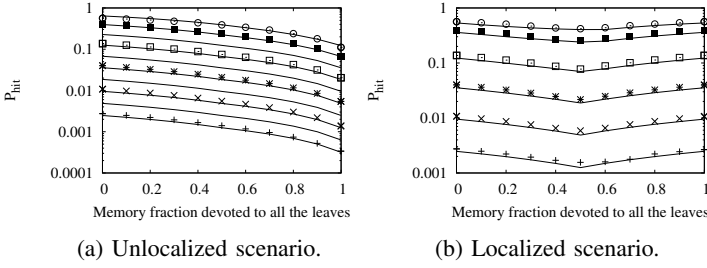 1
0.1
0.01
0.001
0.0001
P_hit
0 0.2 0.4 0.6 0.8 1
Memory fraction devoted to all the leaves
(a) Unlocalized scenario.
1
0.1
0.01
0.001
P_hit
0 0.2 0.4 0.6 0.8 1
Memory fraction devoted to all the leaves
(b) Localized scenario.